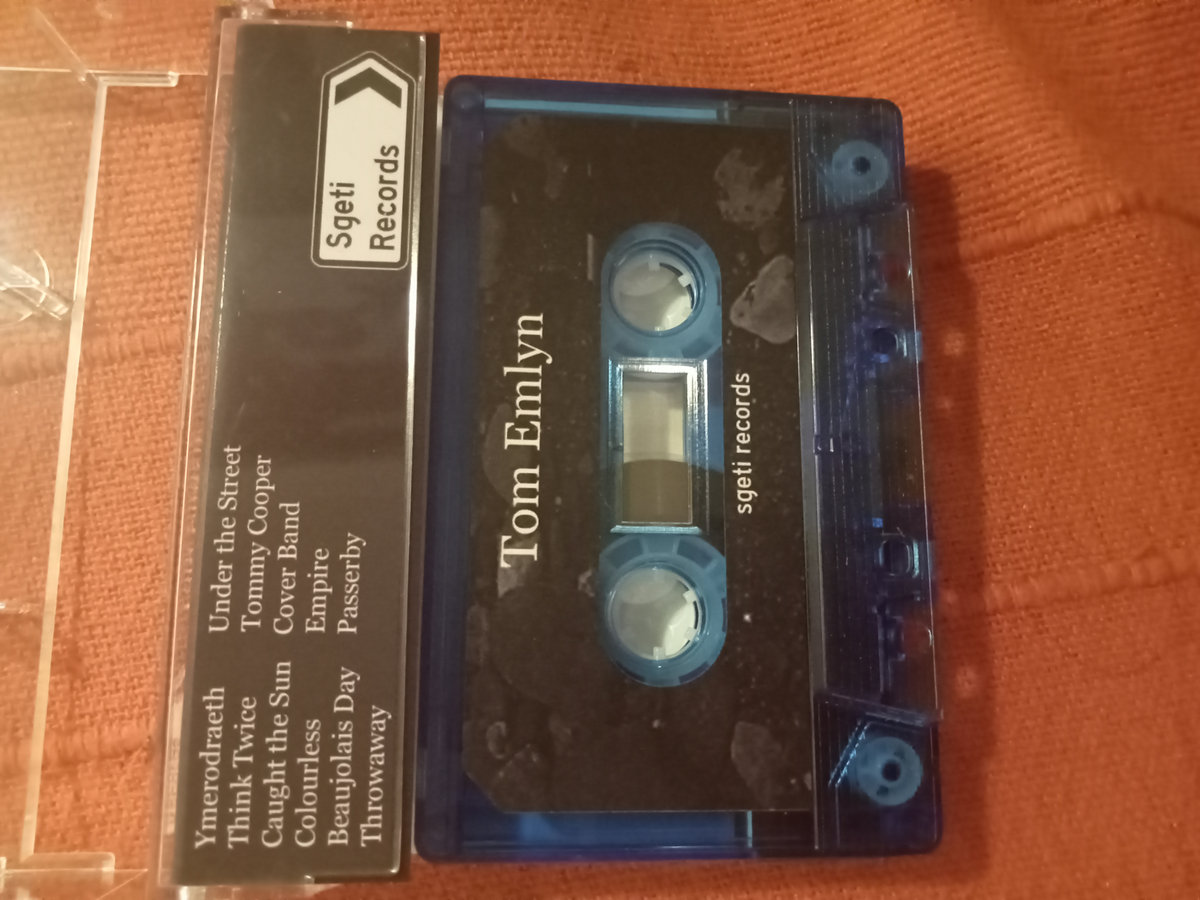 Ymerodraeth
Think Twice
Caught the Sun
Colourless
Beaujolais Day
Throwaway
Under the Street
Tommy Cooper
Cover Band
Empire
Passerby
Sgeti
Records
Tom Emlyn
sgeti records